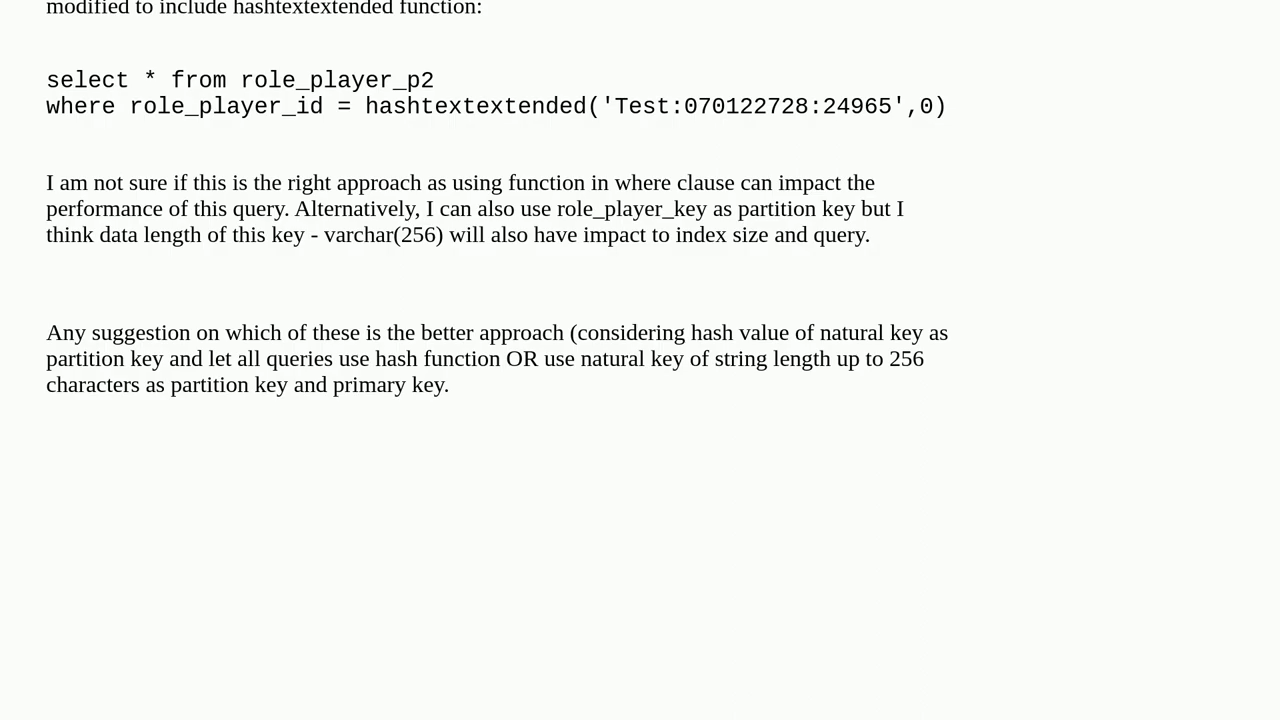 modified to include hashtextextended function:
select * from role_player_p2
where role_player_id = hashtextextended('Test:070122728:24965',0)
I am not sure if this is the right approach as using function in where clause can impact the
performance of this query. Alternatively, I can also use role_player_key as partition key but I
think data length of this key - varchar(256) will also have impact to index size and query.
Any suggestion on which of these is the better approach (considering hash value of natural key as
partition key and let all queries use hash function OR use natural key of string length up to 256
characters as partition key and primary key.